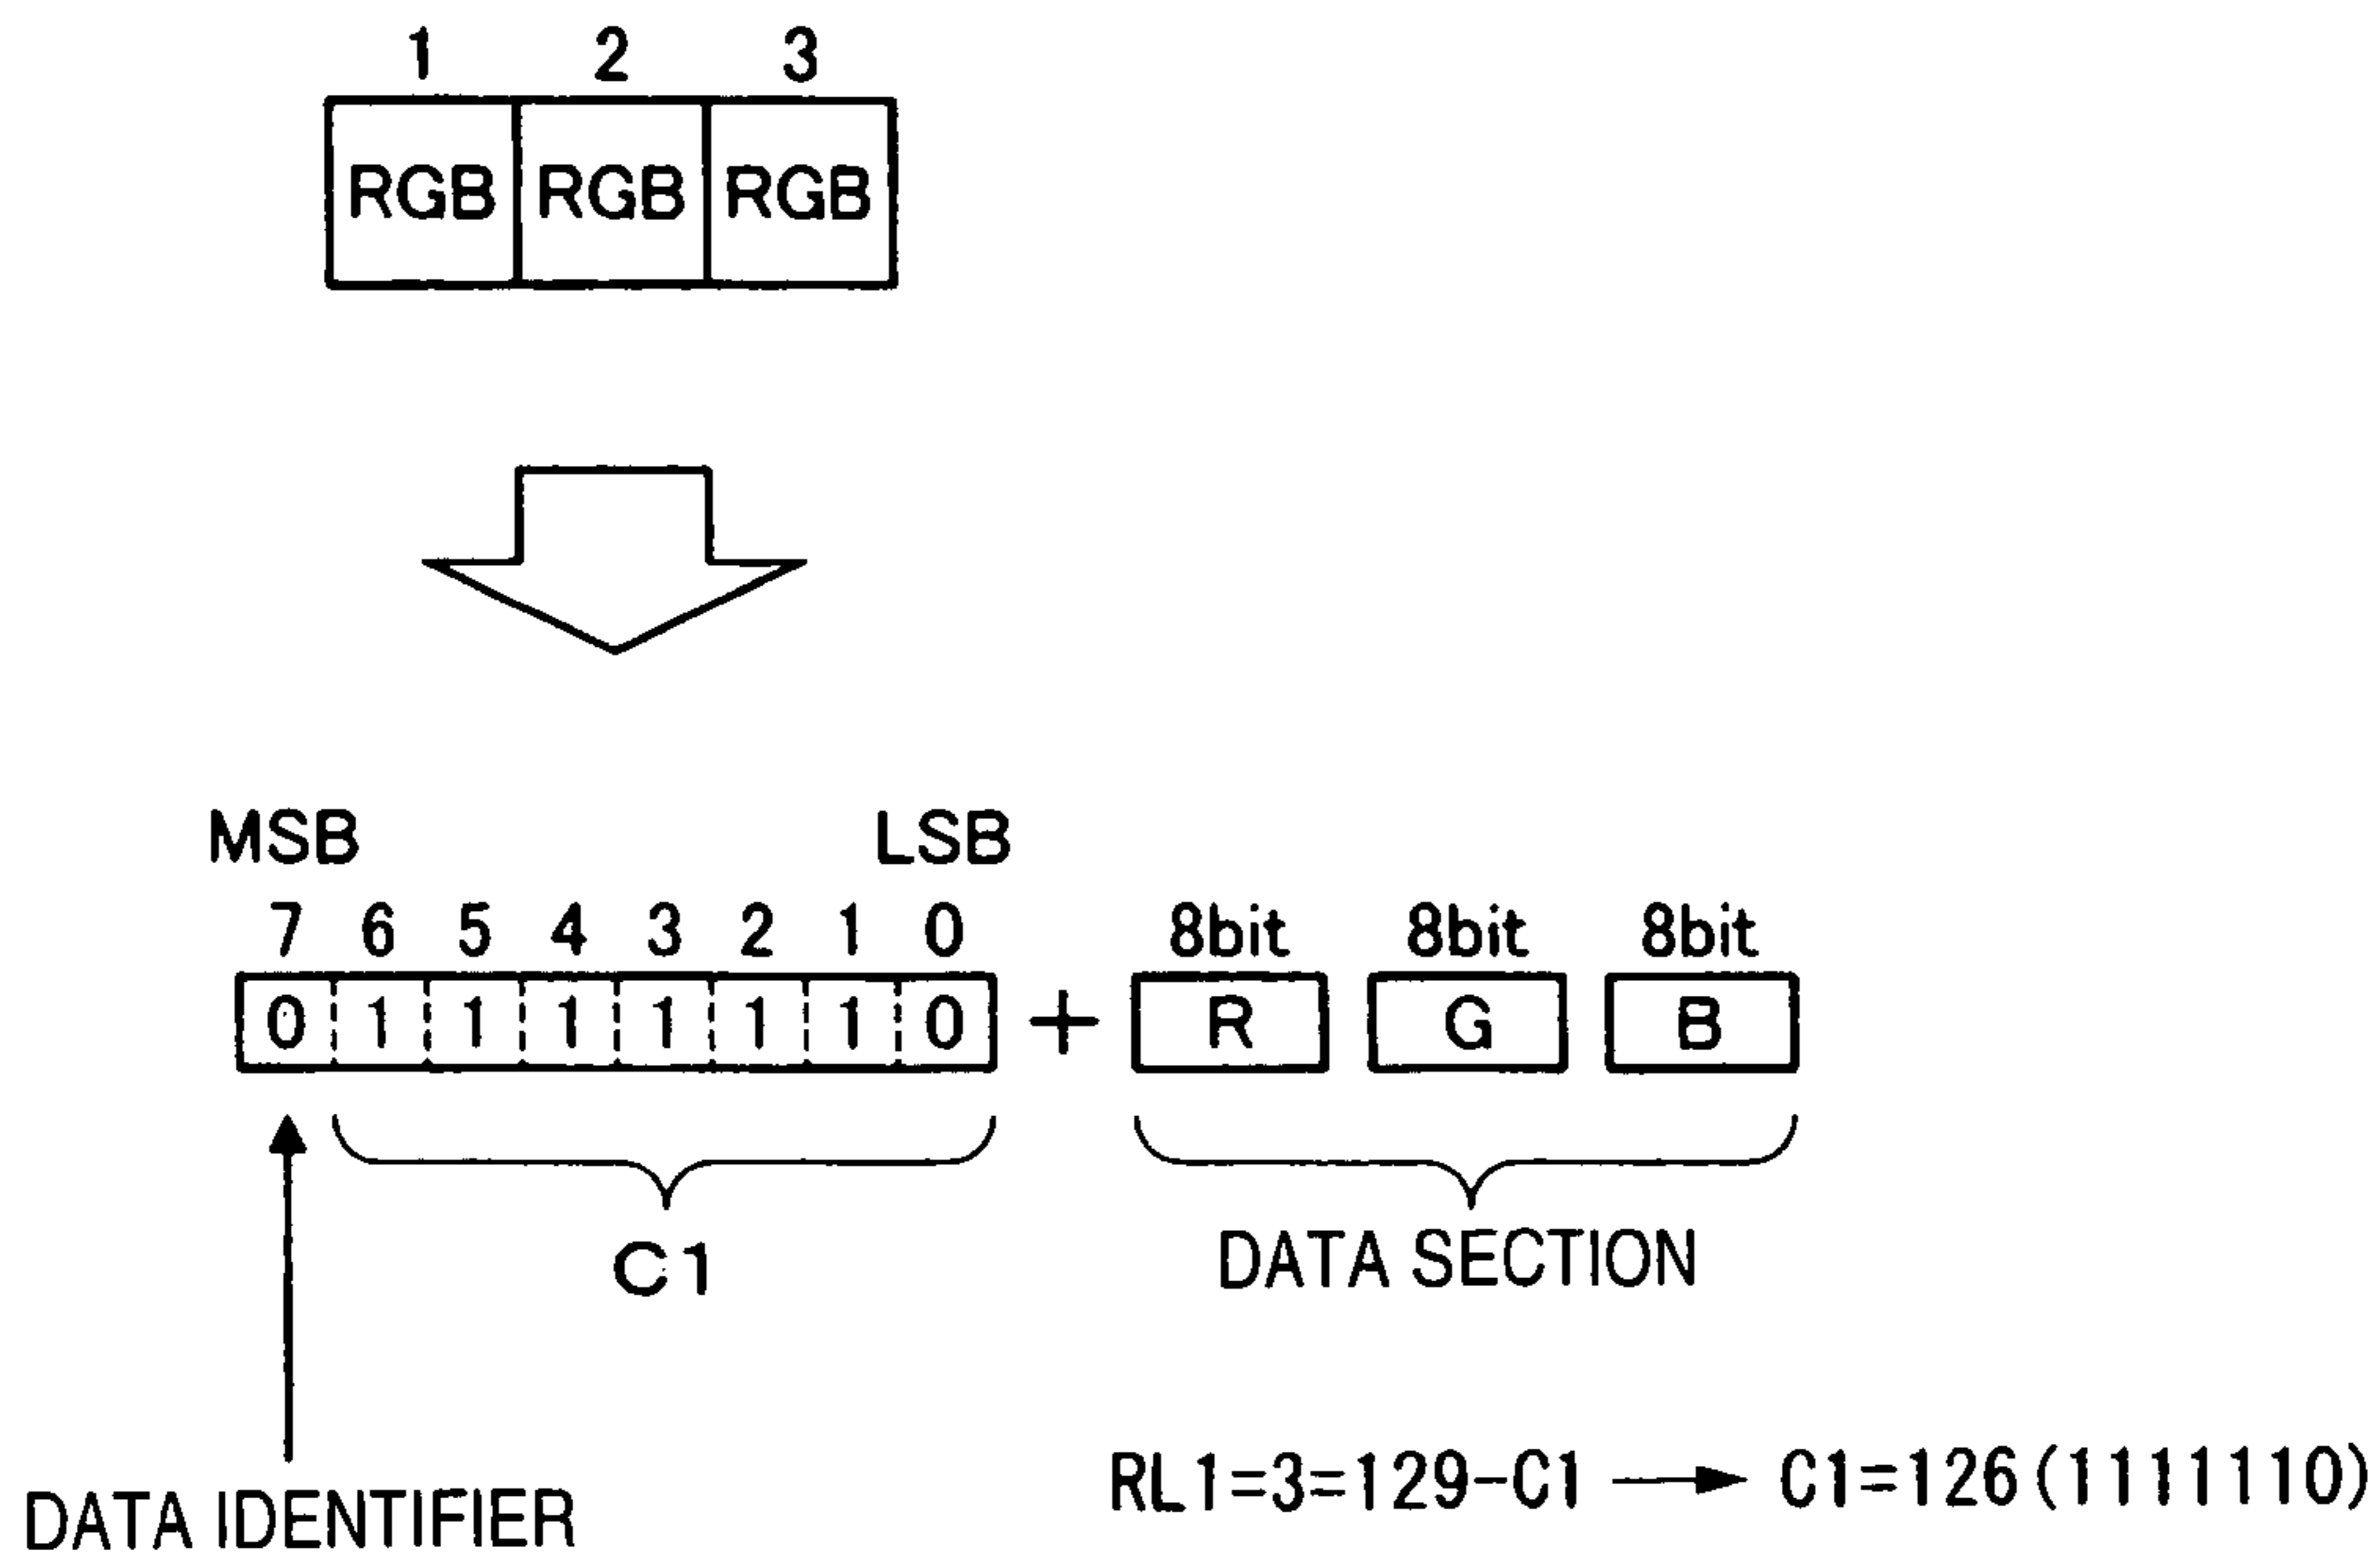 1 2 3
RGB RGB RGB
MSB LSB
7 6 5 4 3 2 1 0 8bit 8bit 8bit
0 1 1 1 1 1 1 0 + R G B
C1 DATA SECTION
RL1=3=129-C1 → C1=126(1111110)
DATA IDENTIFIER